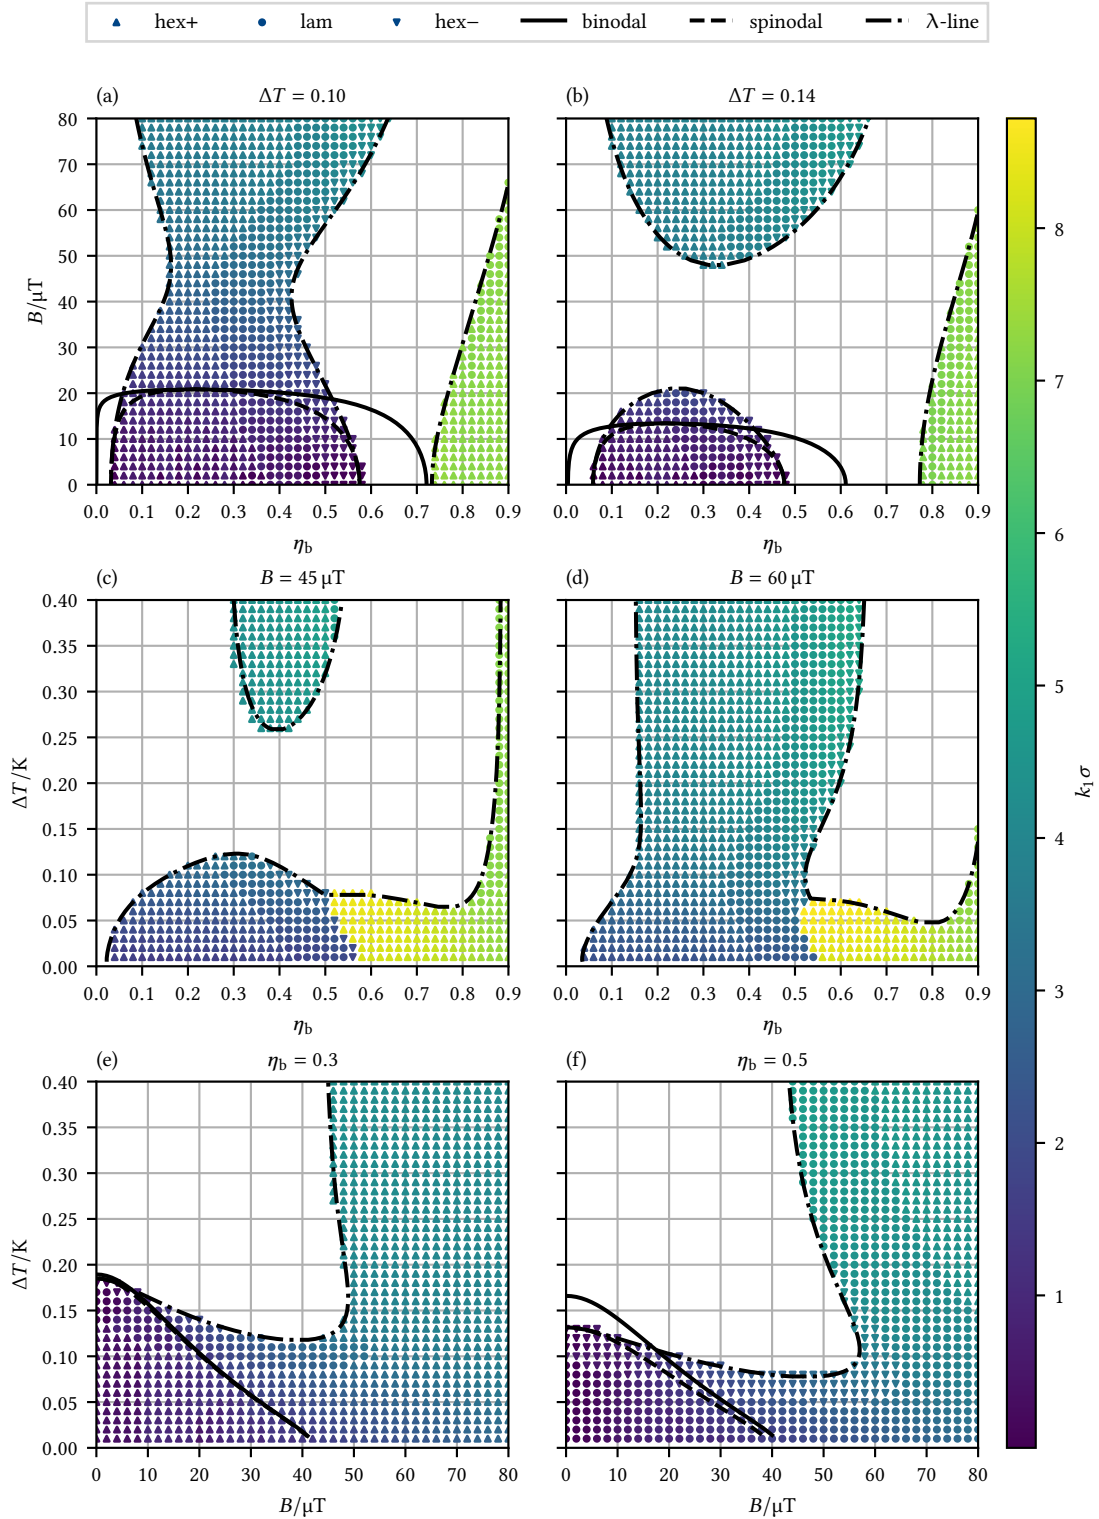 hex+ lam hex− binodal spinodal λ-line
(a) ΔT = 0.10
(b) ΔT = 0.14
B/µT
80
70
60
50
40
30
20
10
0
0.0 0.1 0.2 0.3 0.4 0.5 0.6 0.7 0.8 0.9
0.0 0.1 0.2 0.3 0.4 0.5 0.6 0.7 0.8 0.9
η_b
η_b
(c) B = 45 µT
(d) B = 60 µT
ΔT/K
0.40
0.35
0.30
0.25
0.20
0.15
0.10
0.05
0.00
0.0 0.1 0.2 0.3 0.4 0.5 0.6 0.7 0.8 0.9
0.0 0.1 0.2 0.3 0.4 0.5 0.6 0.7 0.8 0.9
η_b
η_b
(e) η_b = 0.3
(f) η_b = 0.5
ΔT/K
0.40
0.35
0.30
0.25
0.20
0.15
0.10
0.05
0.00
0 10 20 30 40 50 60 70 80
0 10 20 30 40 50 60 70 80
B/µT
B/µT
8
7
6
5
4
3
2
1
k₁σ